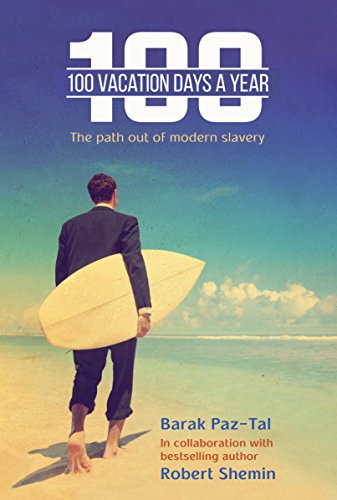 100
100 VACATION DAYS A YEAR
The path out of modern slavery
Barak Paz-Tal
In collaboration with
bestselling author
Robert Shemin